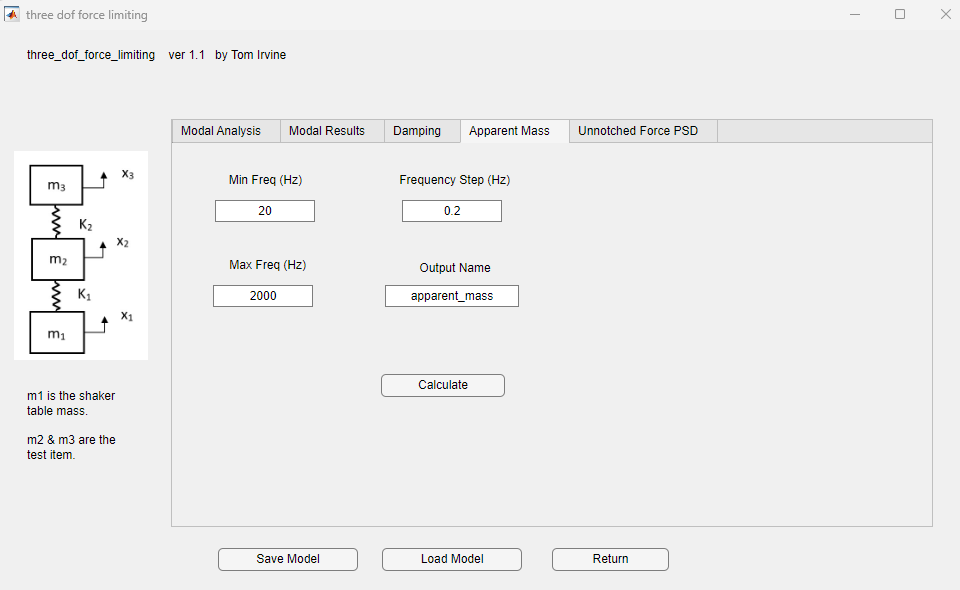 three dof force limiting
three_dof_force_limiting ver 1.1 by Tom Irvine
Modal Analysis Modal Results Damping Apparent Mass Unnotched Force PSD
Min Freq (Hz) Frequency Step (Hz)
20 0.2
Max Freq (Hz) Output Name
2000 apparent_mass
Calculate
m3 X3
K2
X2
m2
K1
X1
m1
m1 is the shaker
table mass.
m2 & m3 are the
test item.
Save Model Load Model Return